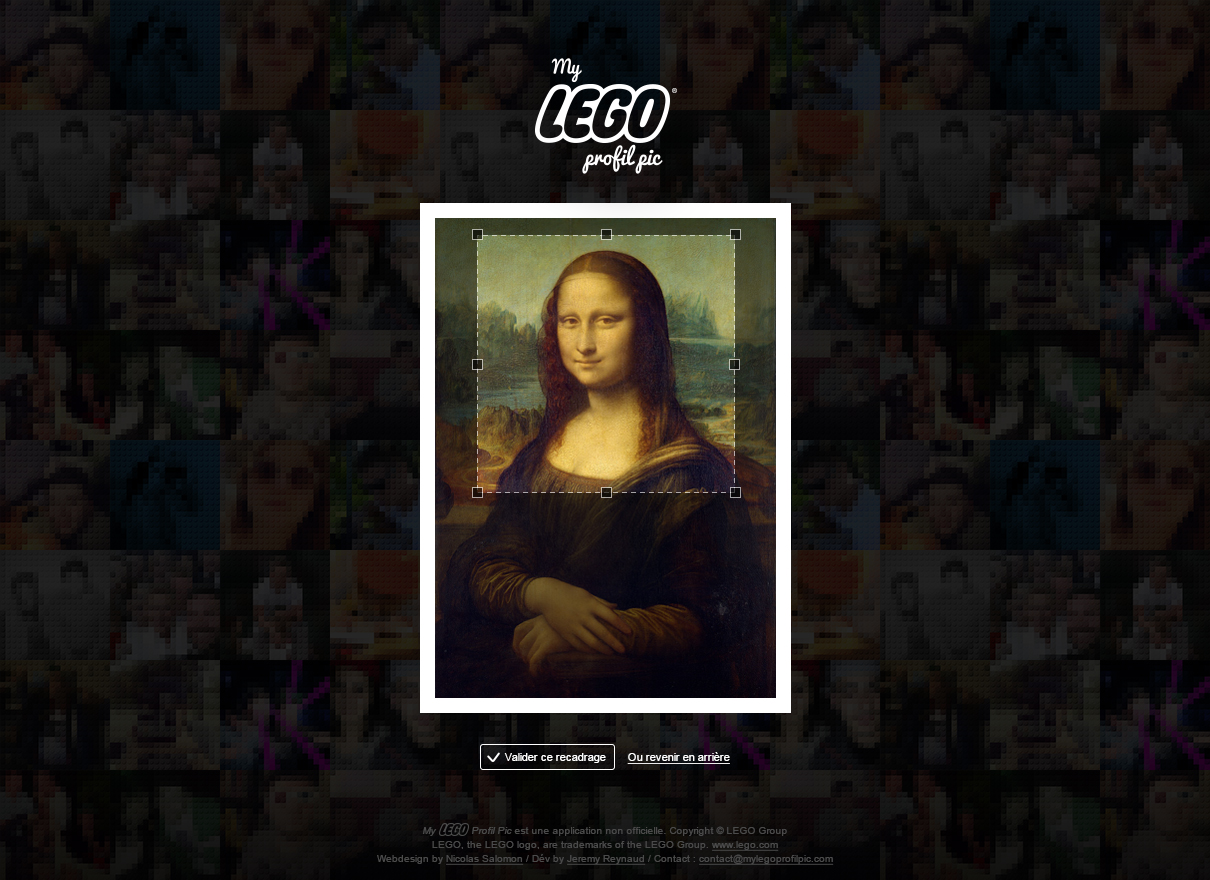 My
LEGO®
profil pic
Valider ce recadrage Ou revenir en arrière
My LEGO Profil Pic est une application non officielle. Copyright © LEGO Group
LEGO, the LEGO logo, are trademarks of the LEGO Group. www.lego.com
Webdesign by Nicolas Salomon / Dév by Jeremy Reynaud / Contact : contact@mylegoprofilpic.com